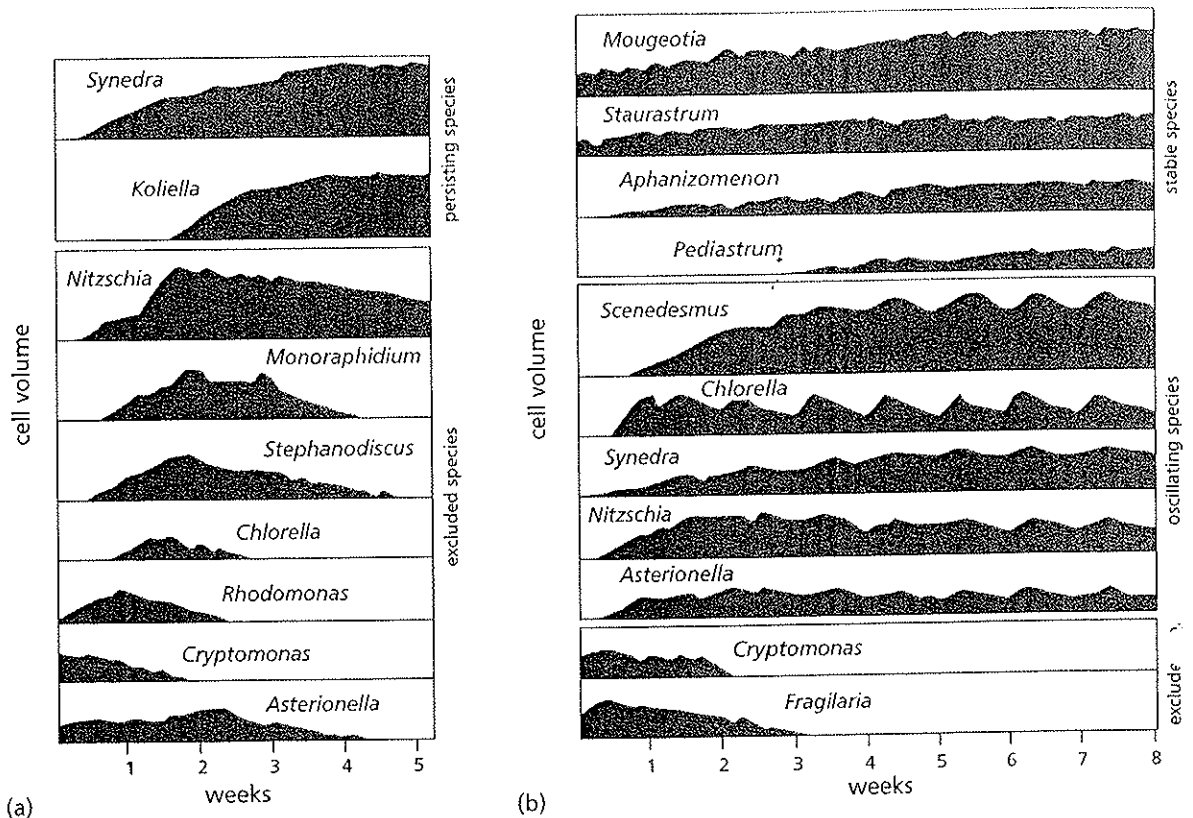 Synedra
Koliella
persisting species
Nitzschia
Monoraphidium
Stephanodiscus
Chlorella
Rhodomonas
Cryptomonas
Asterionella
excluded species
cell volume
1 2 3 4 5
weeks
(a)
Mougeotia
Staurastrum
Aphanizomenon
Pediastrum
stable species
Scenedesmus
Chlorella
Synedra
Nitzschia
Asterionella
oscillating species
Cryptomonas
Fragilaria
exclude
cell volume
1 2 3 4 5 6 7 8
weeks
(b)